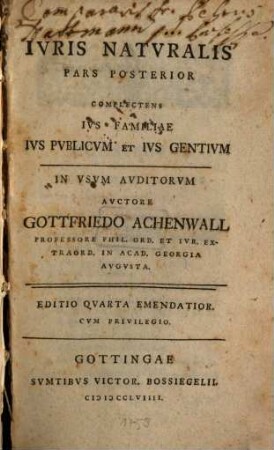 IVRIS NATVRALIS
PARS POSTERIOR
COMPLECTENS
IVS FAMILIAE
IVS PVBLICVM ET IVS GENTIVM
IN VSVM AVDITORVM
AVCTORE
GOTTFRIEDO ACHENWALL
PROFESSORE PHIL. ORD. ET IVR. EX-
TRAORD. IN ACAD. GEORGIA
AVGVSTA.
EDITIO QVARTA EMENDATIOR.
CVM PRIVILEGIO.
GOTTINGAE
SVMTIBVS VICTOR. BOSSIEGELII.
CIↃIↃCCLVIIII.
1759